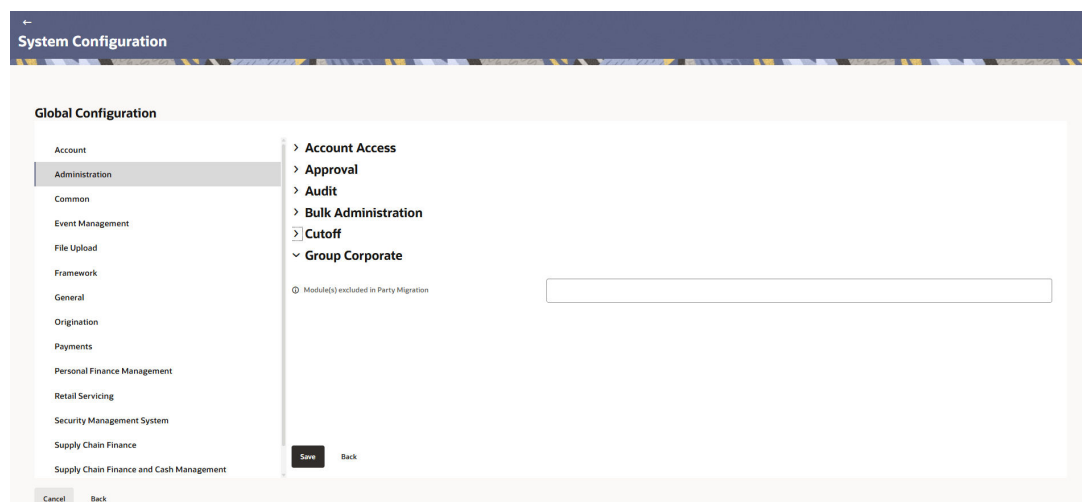 ←
System Configuration
Global Configuration
Account
Administration
Common
Event Management
File Upload
Framework
General
Origination
Payments
Personal Finance Management
Retail Servicing
Security Management System
Supply Chain Finance
Supply Chain Finance and Cash Management
> Account Access
> Approval
> Audit
> Bulk Administration
> Cutoff
Group Corporate
Module(s) excluded in Party Migration
Save Back
Cancel Back